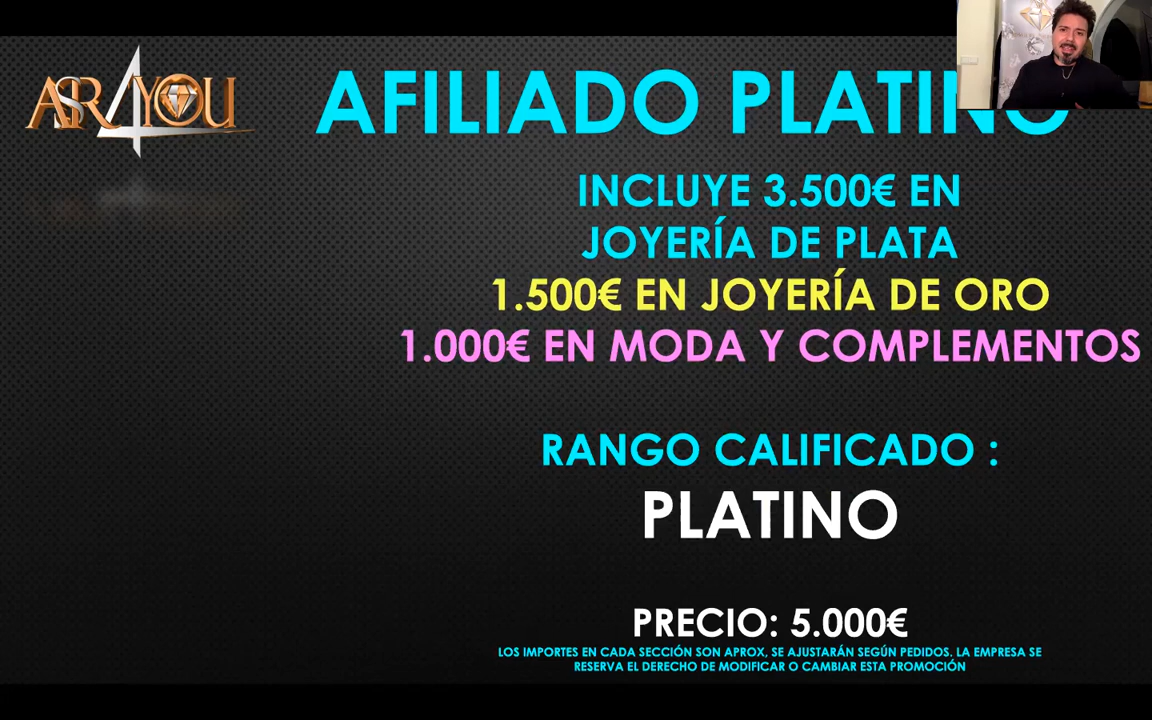 ASR4YOU
AFILIADO PLATINO
INCLUYE 3.500€ EN
JOYERÍA DE PLATA
1.500€ EN JOYERÍA DE ORO
1.000€ EN MODA Y COMPLEMENTOS
RANGO CALIFICADO :
PLATINO
PRECIO: 5.000€
LOS IMPORTES EN CADA SECCIÓN SON APROX, SE AJUSTARÁN SEGÚN PEDIDOS. LA EMPRESA SE
RESERVA EL DERECHO DE MODIFICAR O CAMBIAR ESTA PROMOCIÓN